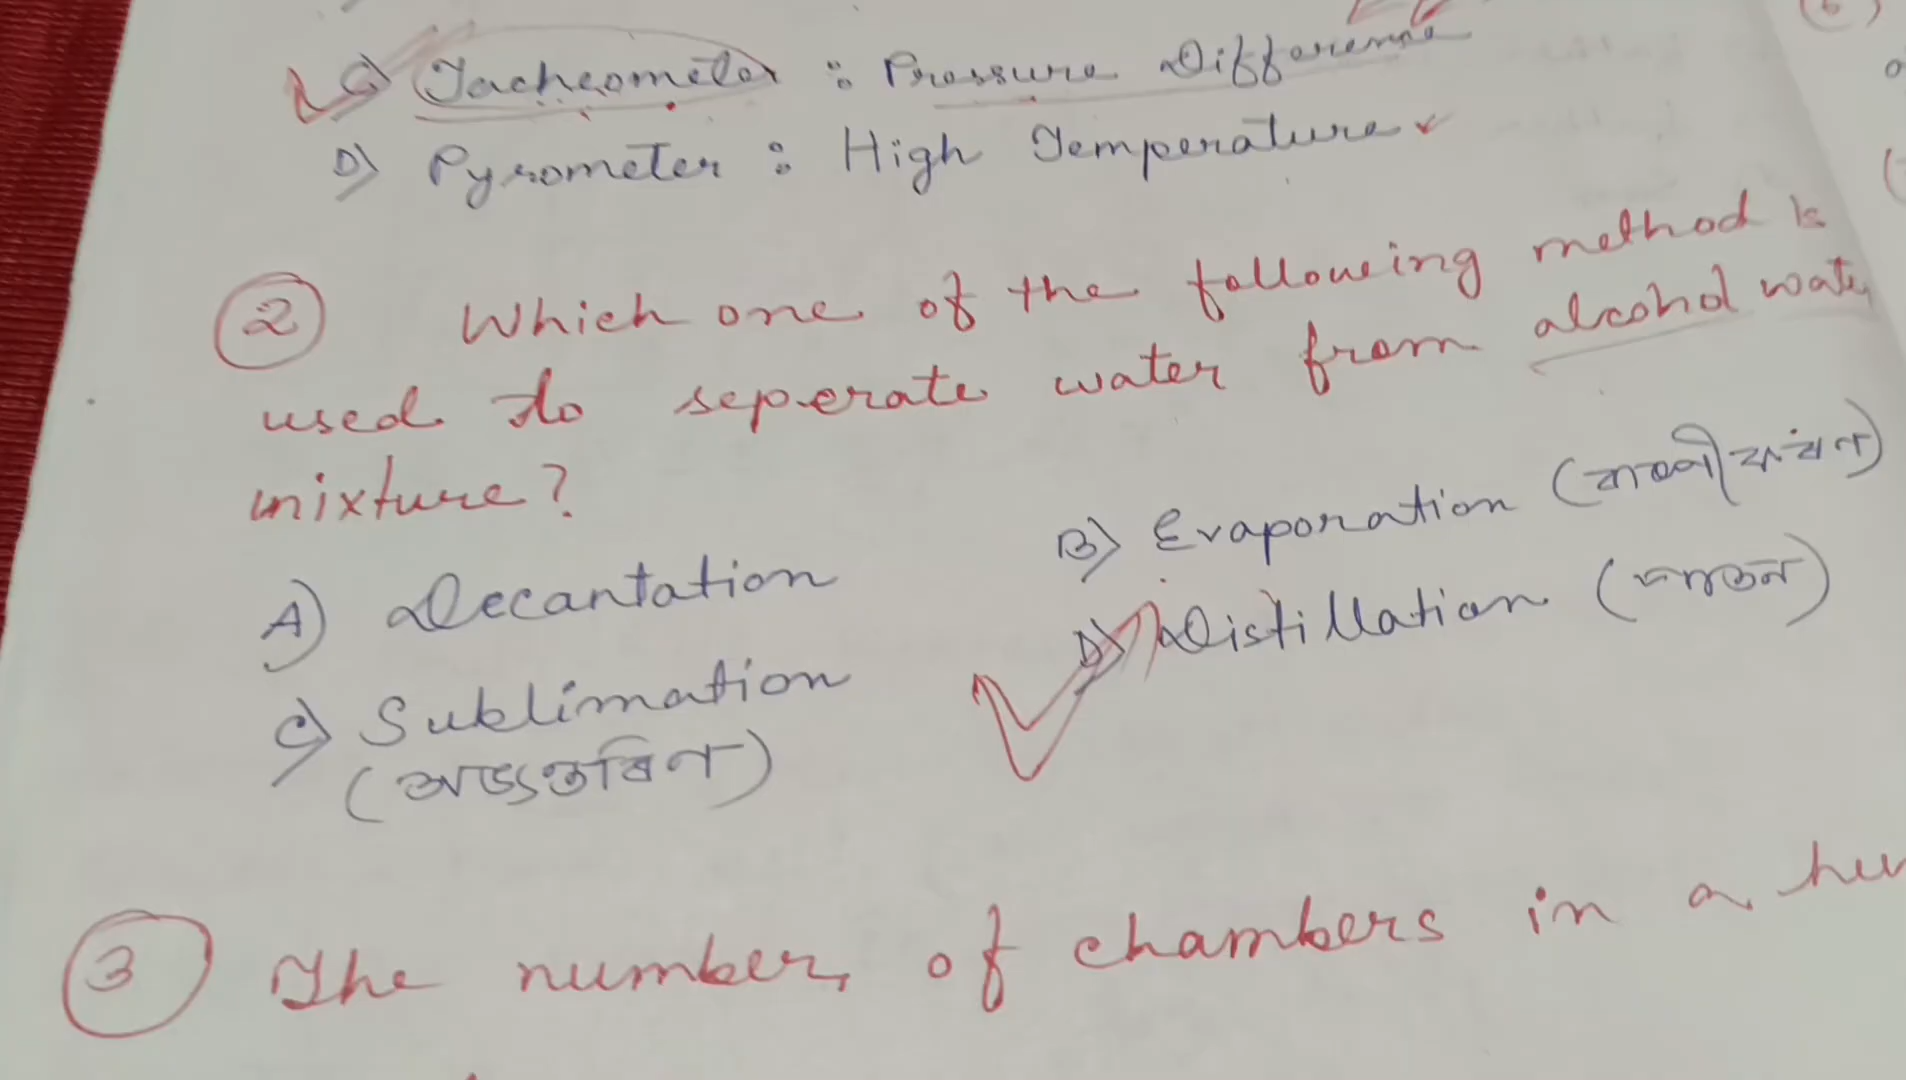 C) Tacheometer : Pressure Difference
D) Pyrometer : High Temperature
2 Which one of the following method is
used to seperate water from alcohol water
mixture?
A) Decantation
B) Evaporation
C) Sublimation
D) Distillation (
3 The number of chambers in a hu